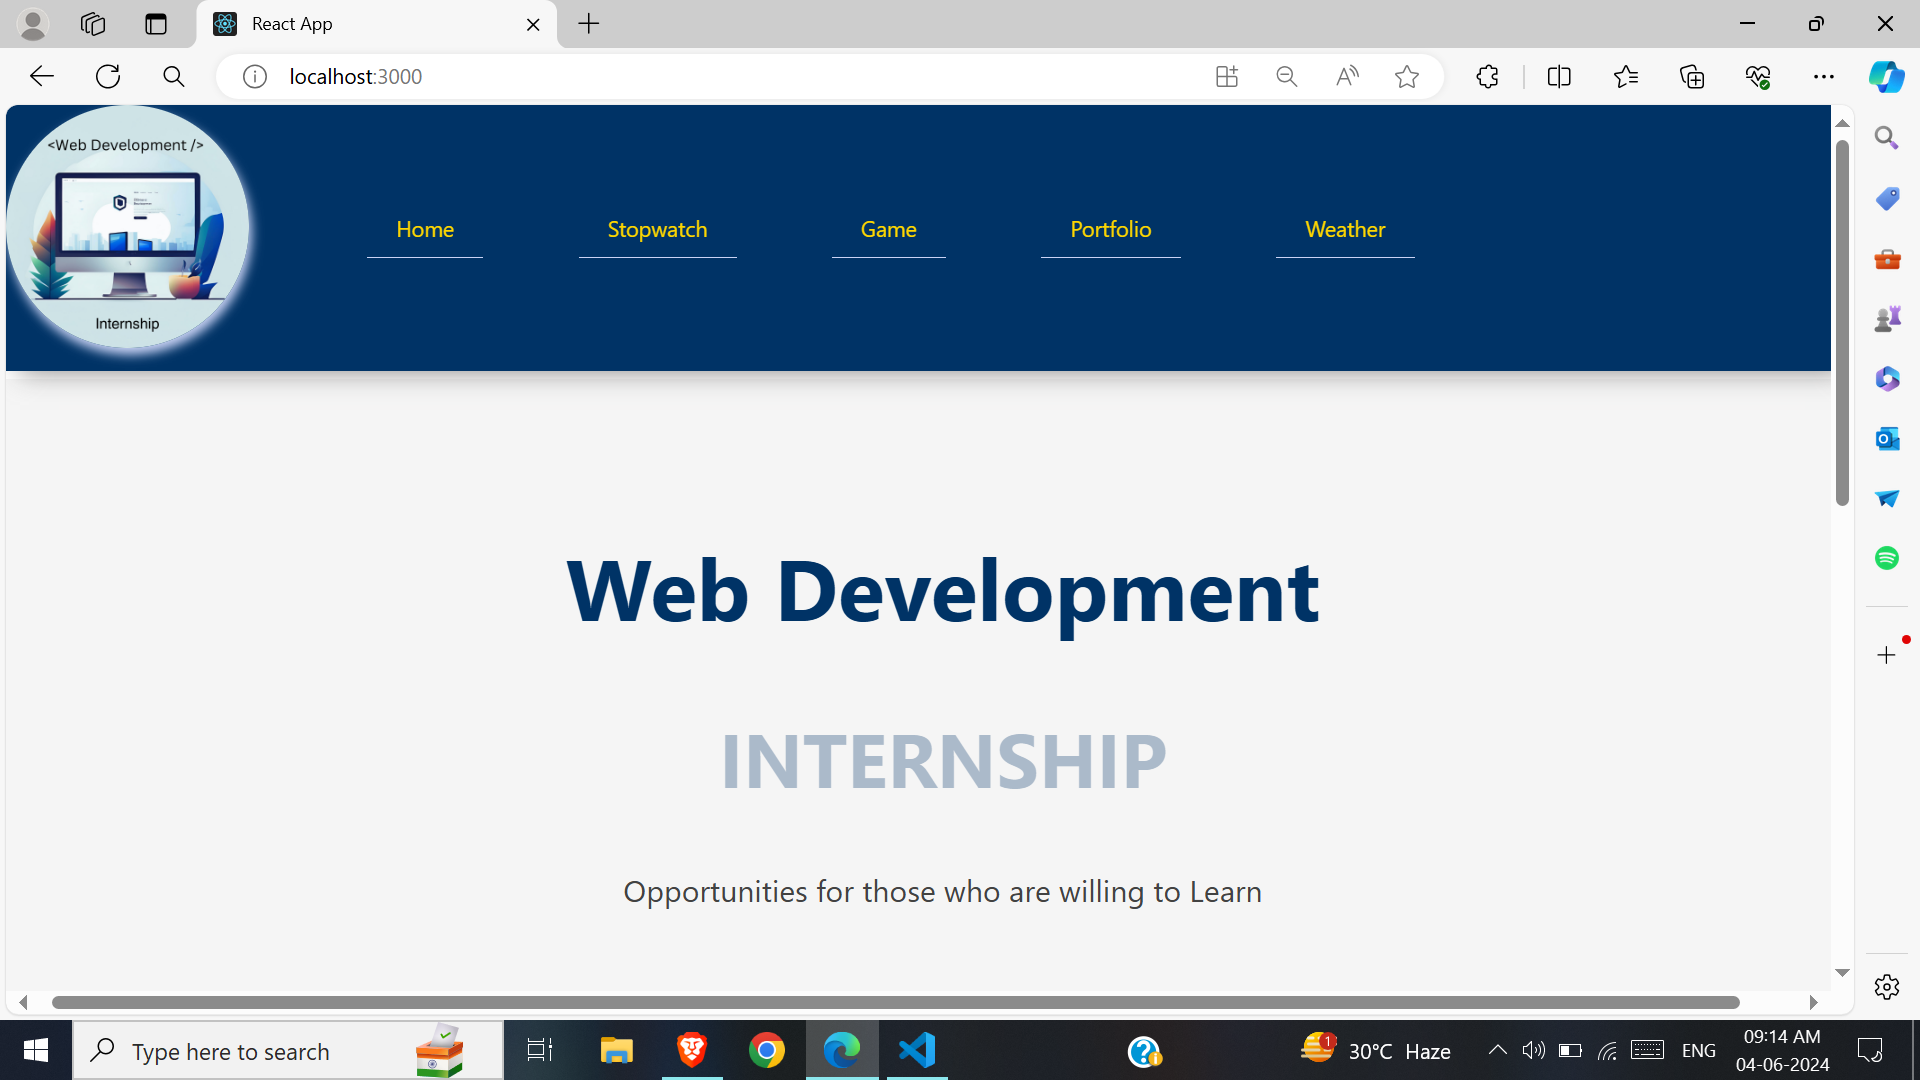 React App
localhost:3000
<Web Development />
Internship
Home Stopwatch Game Portfolio Weather
Web Development
INTERNSHIP
Opportunities for those who are willing to Learn
Type here to search
1
30°C Haze
ENG
09:14 AM
04-06-2024